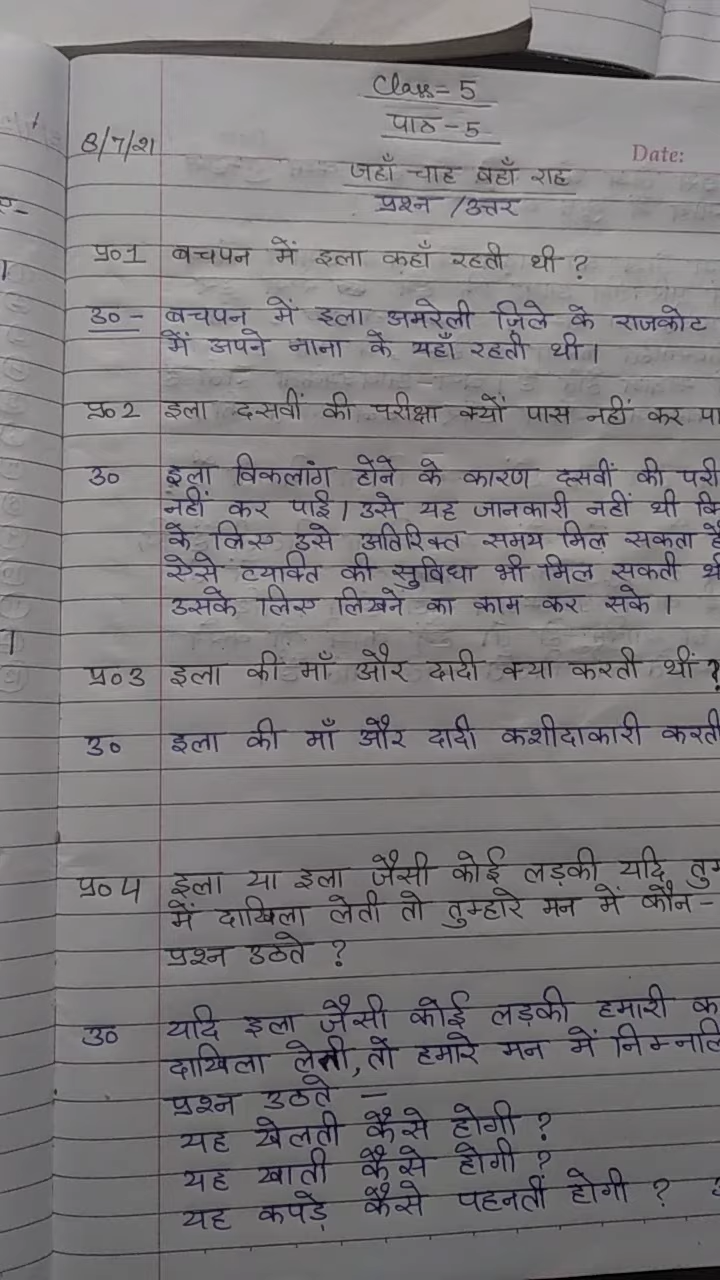 Class = 5
पाठ - 5
8/7/21
Date:
जहाँ चाह वहाँ राह
प्रश्न / उत्तर
प्र०1 बचपन में इला कहाँ रहती थी ?
उ० - बचपन में इला अमरेली जिले के राजकोट
में अपने नाना के यहाँ रहती थी।
प्र०2 इला दसवीं की परीक्षा क्यों पास नहीं कर पा
उ० इला विकलांग होने के कारण दसवीं की परी
नहीं कर पाई। उसे यह जानकारी नहीं थी कि
के लिए उसे अतिरिक्त समय मिल सकता है
ऐसे व्यक्ति की सुविधा भी मिल सकती थ
उसके लिए लिखने का काम कर सके।
प्र०3 इला की माँ और दादी क्या करती थीं ?
उ० इला की माँ और दादी कशीदाकारी करती
प्र०4 इला या इला जैसी कोई लड़की यदि तुम
में दाखिला लेती तो तुम्हारे मन में कौन -
प्रश्न उठते ?
उ० यदि इला जैसी कोई लड़की हमारी क
दाखिला लेती, तो हमारे मन में निम्नलि
प्रश्न उठते –
यह खेलती कैसे होगी ?
यह खाती कैसे होगी ?
यह कपड़े कैसे पहनती होगी ?